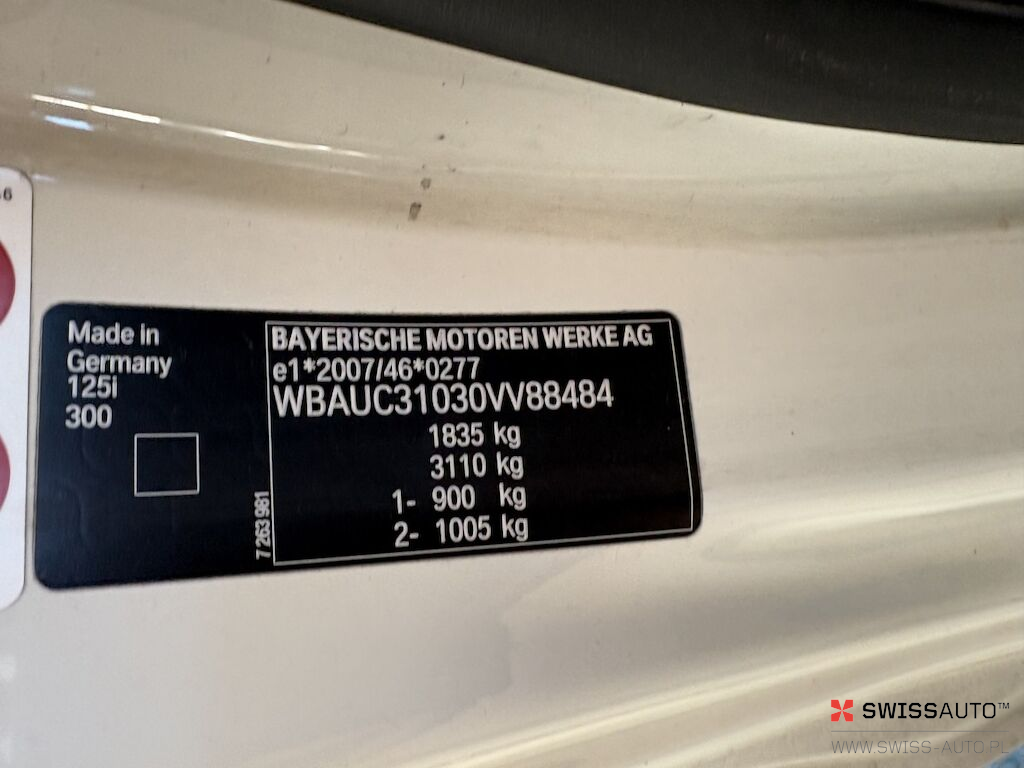 Made in
Germany
125i
300
7 263 981
BAYERISCHE MOTOREN WERKE AG
e1*2007/46*0277
WBAUC31030VV88484
1835 kg
3110 kg
1- 900 kg
2- 1005 kg
SWISSAUTO™
WWW.SWISS-AUTO.PL